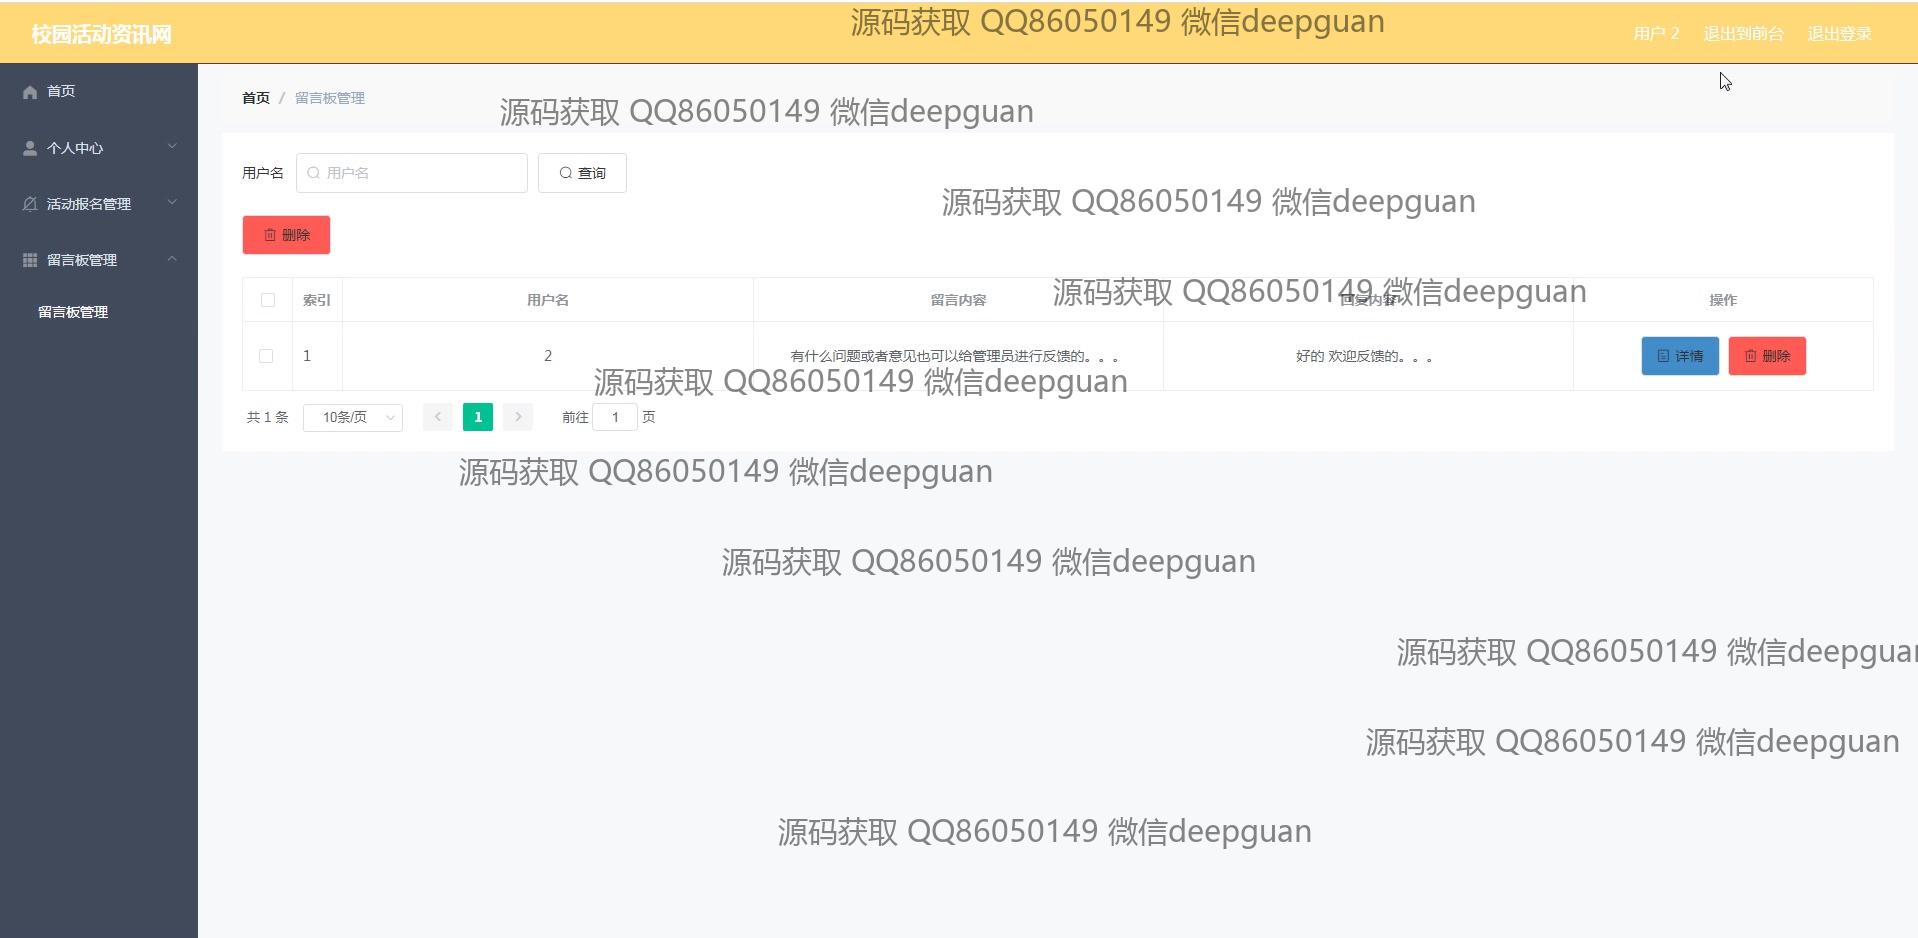 源码获取 QQ86050149 微信deepguan
校园活动资讯网
用户 2 退出到前台 退出登录
首页
个人中心
活动报名管理
留言板管理
留言板管理
首页 / 留言板管理
源码获取 QQ86050149 微信deepguan
用户名 用户名 查询
源码获取 QQ86050149 微信deepguan
删除
源码获取 QQ86050149 微信deepguan
索引 用户名 留言内容 回复内容 操作
1 2 有什么问题或者意见也可以给管理员进行反馈的。。。 好的 欢迎反馈的。。。 详情 删除
源码获取 QQ86050149 微信deepguan
共 1 条 10条/页 < 1 > 前往 1 页
源码获取 QQ86050149 微信deepguan
源码获取 QQ86050149 微信deepguan
源码获取 QQ86050149 微信deepguan
源码获取 QQ86050149 微信deepguan
源码获取 QQ86050149 微信deepguan